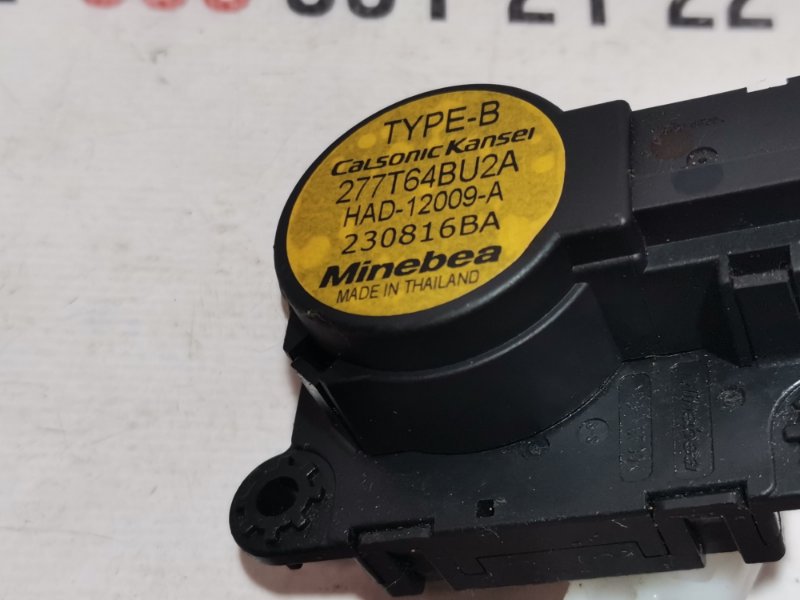 TYPE-B
CALSONIC KANSEI
277T64BU2A
HAD-12009-A
230816BA
Minebea
MADE IN THAILAND